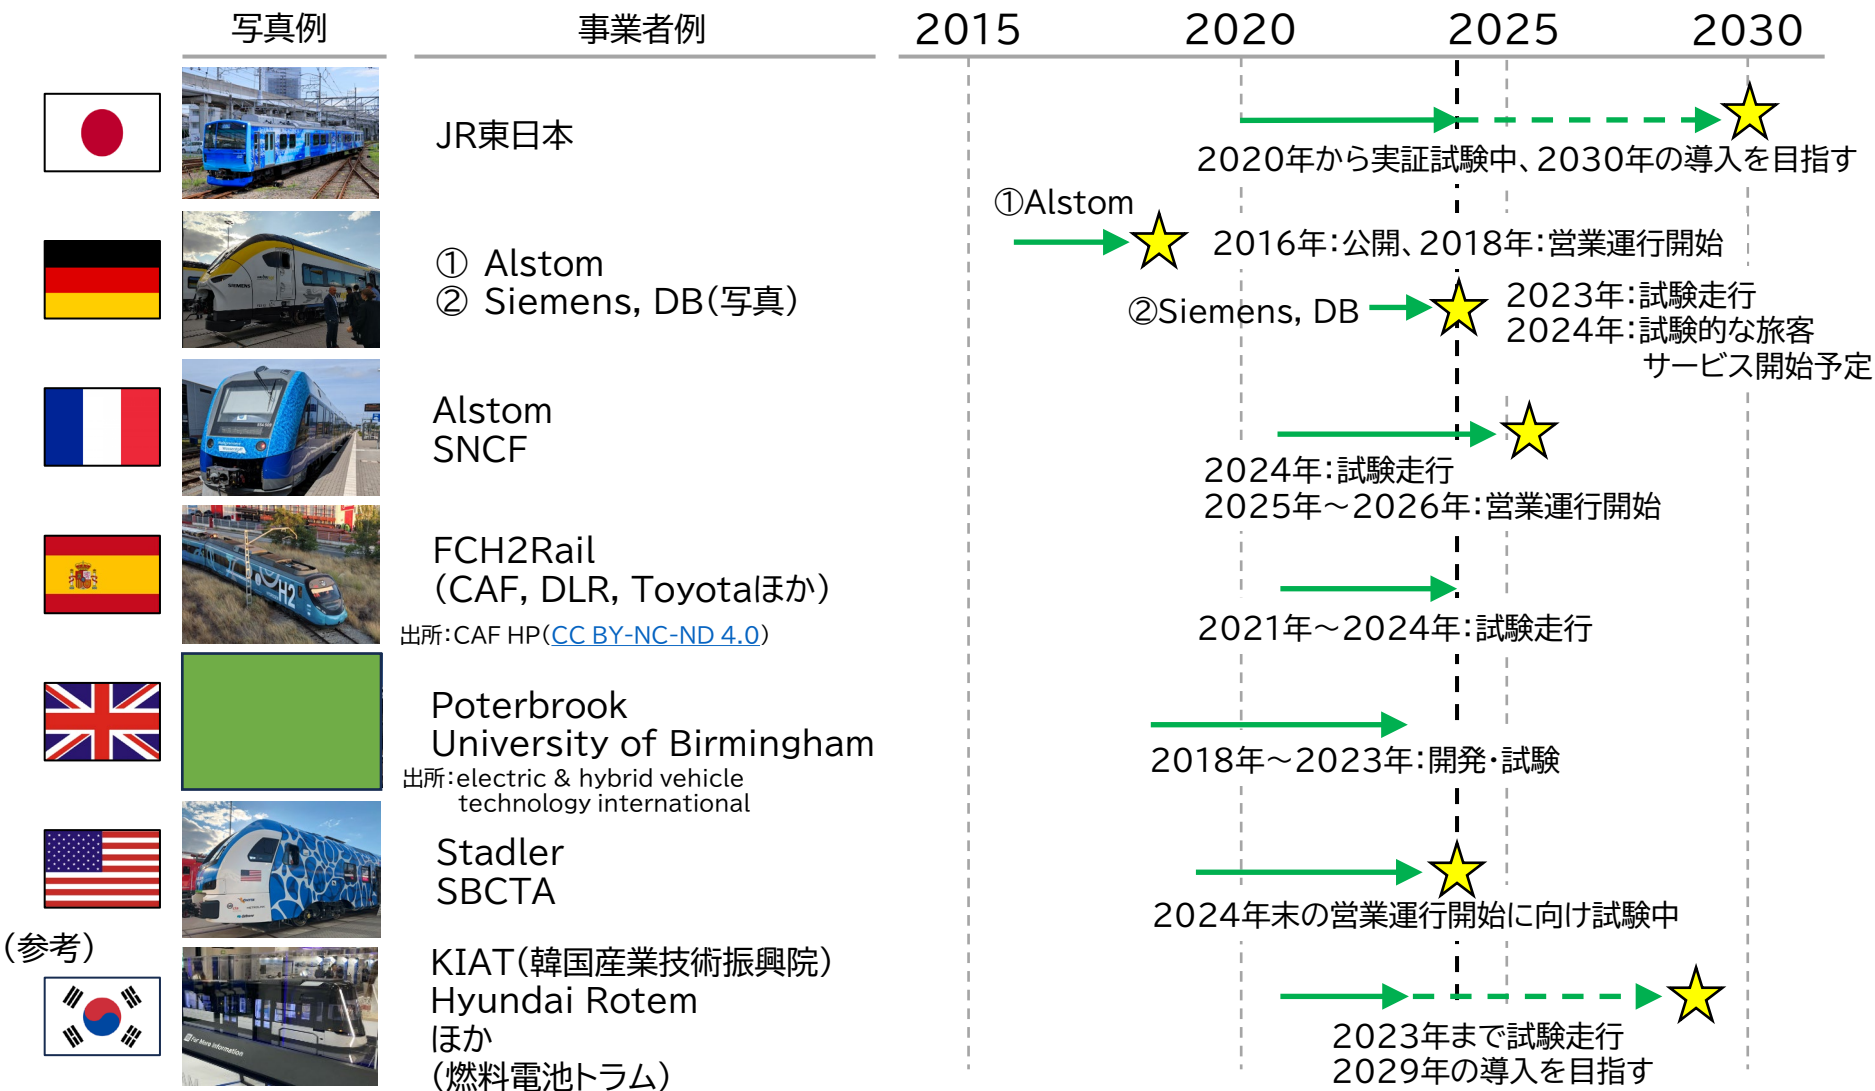 写真例
事業者例
2015
2020
2025
2030
JR東日本
2020年から実証試験中、2030年の導入を目指す
① Alstom
② Siemens, DB(写真)
①Alstom
2016年：公開、2018年：営業運行開始
②Siemens, DB
2023年：試験走行
2024年：試験的な旅客
サービス開始予定
SIEMENS
Alstom
SNCF
2024年：試験走行
2025年～2026年：営業運行開始
H2
FCH2Rail
(CAF, DLR, Toyotaほか)
出所：CAF HP(CC BY-NC-ND 4.0)
2021年～2024年：試験走行
Poterbrook
University of Birmingham
出所：electric & hybrid vehicle
technology international
2018年～2023年：開発・試験
Stadler
SBCTA
2024年末の営業運行開始に向け試験中
(参考)
For More Information
KIAT(韓国産業技術振興院)
Hyundai Rotem
ほか
(燃料電池トラム)
2023年まで試験走行
2029年の導入を目指す